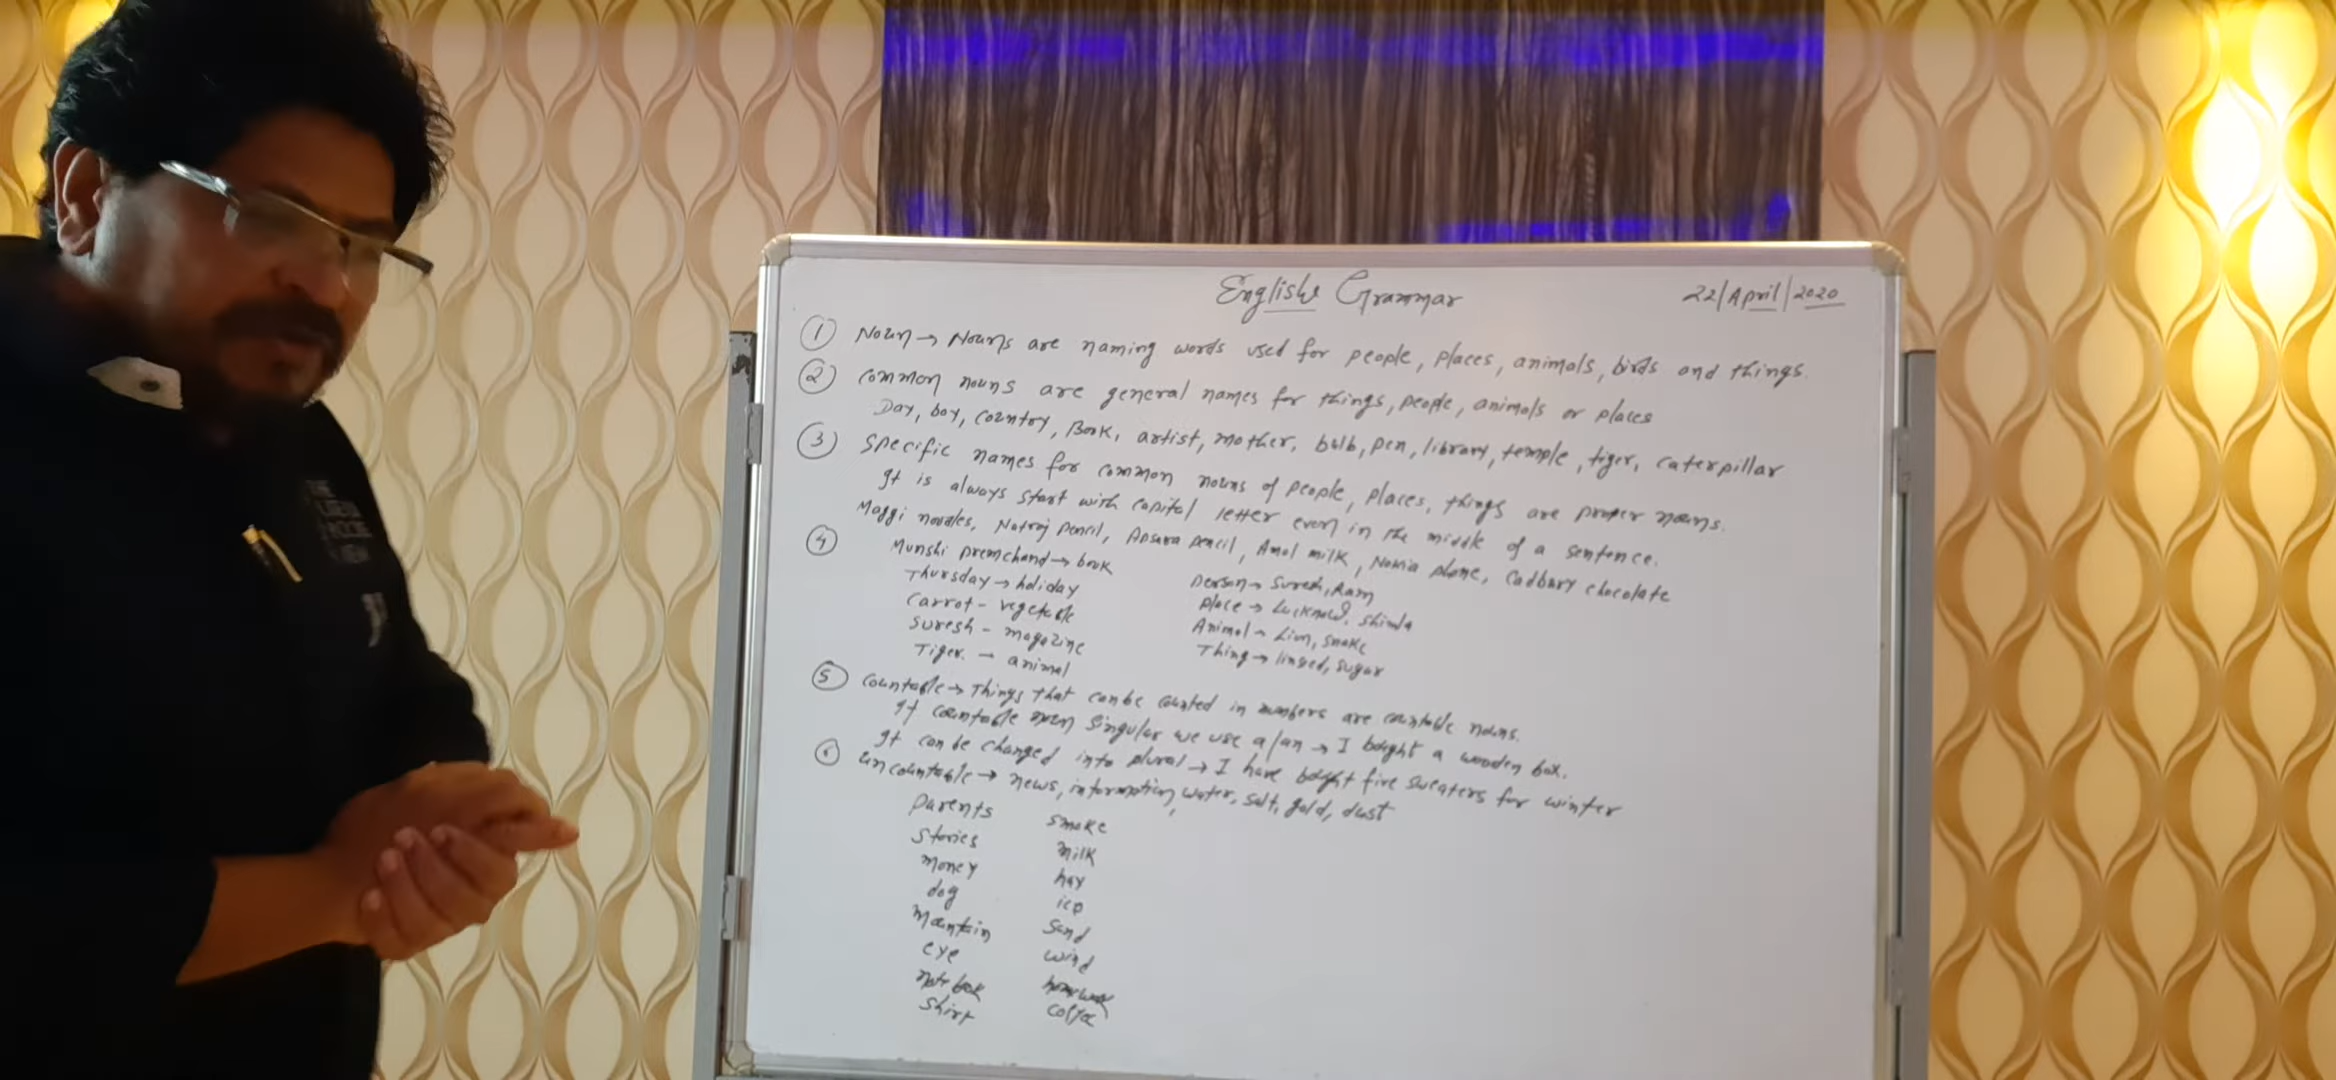 English Grammar
22/April/2020
① Noun → Nouns are naming words used for people, places, animals, birds and things.
② Common nouns are general names for things, people, animals or places
Day, boy, country, Book, artist, mother, bulb, pen, library, temple, tiger, caterpillar
③ Specific names for common nouns of people, places, things are proper nouns.
It is always start with capital letter even in the middle of a sentence.
Maggi noodles, Natraj pencil, Apsara pencil, Amul milk, Nokia phone, Cadbury chocolate
④ Munshi premchand → book
Thursday → holiday
Carrot - vegetable
Suresh - magazine
Tiger. → animal
Person → Suresh, Ram
place → Lucknow, Shimla
Animal → Lion, snake
Thing → sugar
⑤ Countable → Things that can be counted in numbers are countable nouns.
If countable noun singular we use a/an → I bought a wooden box.
It can be changed into plural → I have bought five sweaters for winter
⑥ Uncountable → news, information, water, salt, gold, dust
Parents
Stories
money
dog
Mountain
eye
note book
Shirt
smoke
milk
hay
ice
Sand
wind
homework
coffee